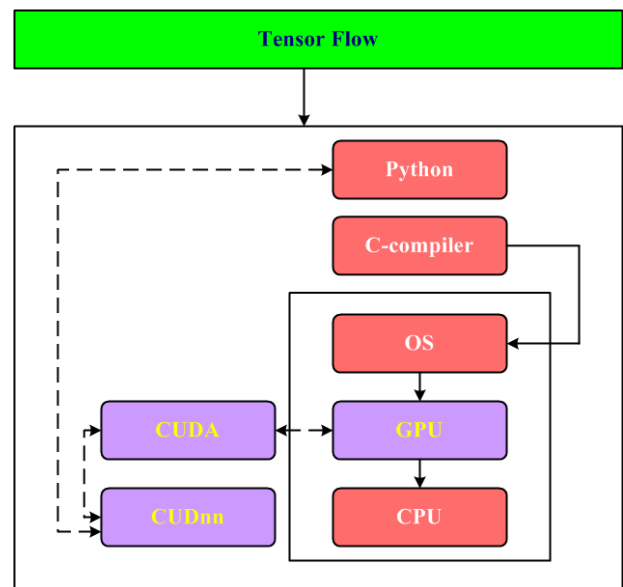 Tensor Flow
Python
C-compiler
OS
CUDA
GPU
CUDnn
CPU